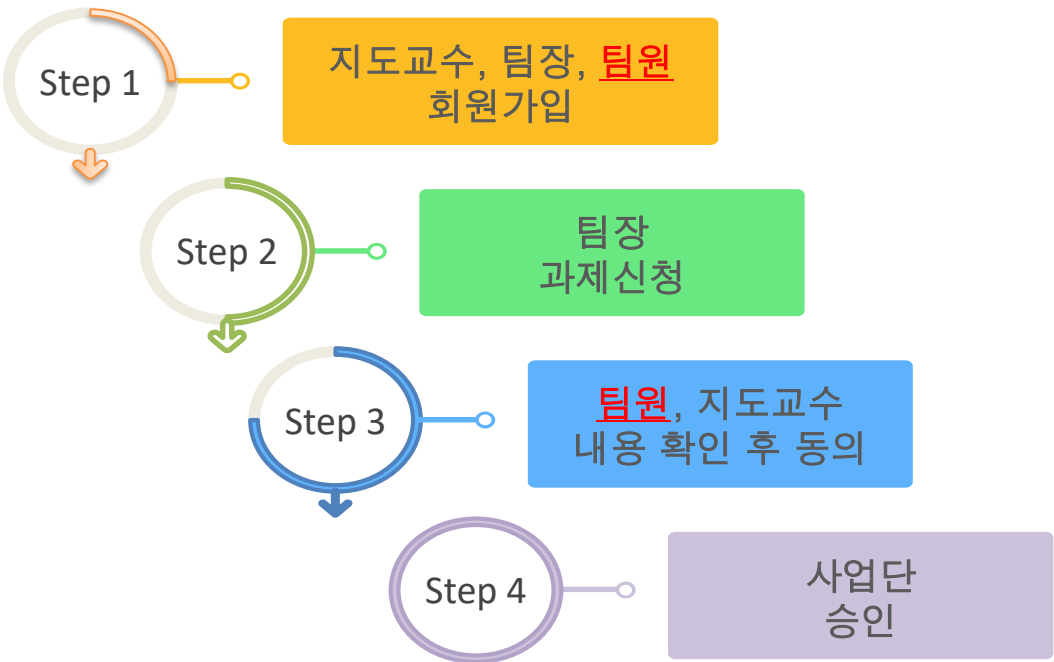 Step 1
지도교수, 팀장, 팀원
회원가입
Step 2
팀장
과제신청
Step 3
팀원, 지도교수
내용 확인 후 동의
Step 4
사업단
승인